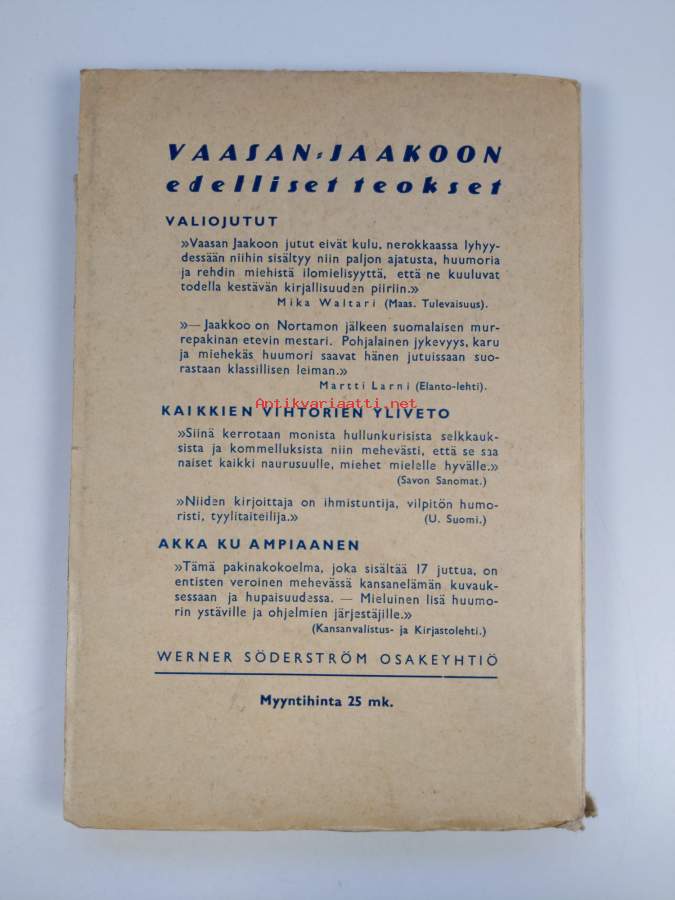 VAASAN-JAAKOON
edelliset teokset
VALIOJUTUT
»Vaasan Jaakoon jutut eivät kulu, nerokkaassa lyhyy-
dessään niihin sisältyy niin paljon ajatusta, huumoria
ja rehdin miehistä ilomielisyyttä, että ne kuuluvat
todella kestävän kirjallisuuden piiriin.»
Mika Waltari (Maas. Tulevaisuus).
»— Jaakkoo on Nortamon jälkeen suomalaisen mur-
repakinan etevin mestari. Pohjalainen jykevyys, karu
ja miehekäs huumori saavat hänen jutuissaan suo-
rastaan klassillisen leiman.»
Martti Larni (Elanto-lehti).
Antikvariaatti.net
KAIKKIEN VIHTORIEN YLIVETO
»Siinä kerrotaan monista hullunkurisista selkkauk-
sista ja kommelluksista niin mehevästi, että se saa
naiset kaikki naurusuulle, miehet mielelle hyvälle.»
(Savon Sanomat.)
»Niiden kirjoittaja on ihmistuntija, vilpitön humo-
risti, tyylitaiteilija.» (U. Suomi.)
AKKA KU AMPIAANEN
»Tämä pakinakokoelma, joka sisältää 17 juttua, on
entisten veroinen mehevässä kansanelämän kuvauk-
sessaan ja hupaisuudessa. — Mieluinen lisä huumo-
rin ystäville ja ohjelmien järjestäjille.»
(Kansanvalistus- ja Kirjastolehti.)
WERNER SÖDERSTRÖM OSAKEYHTIÖ
Myyntihinta 25 mk.